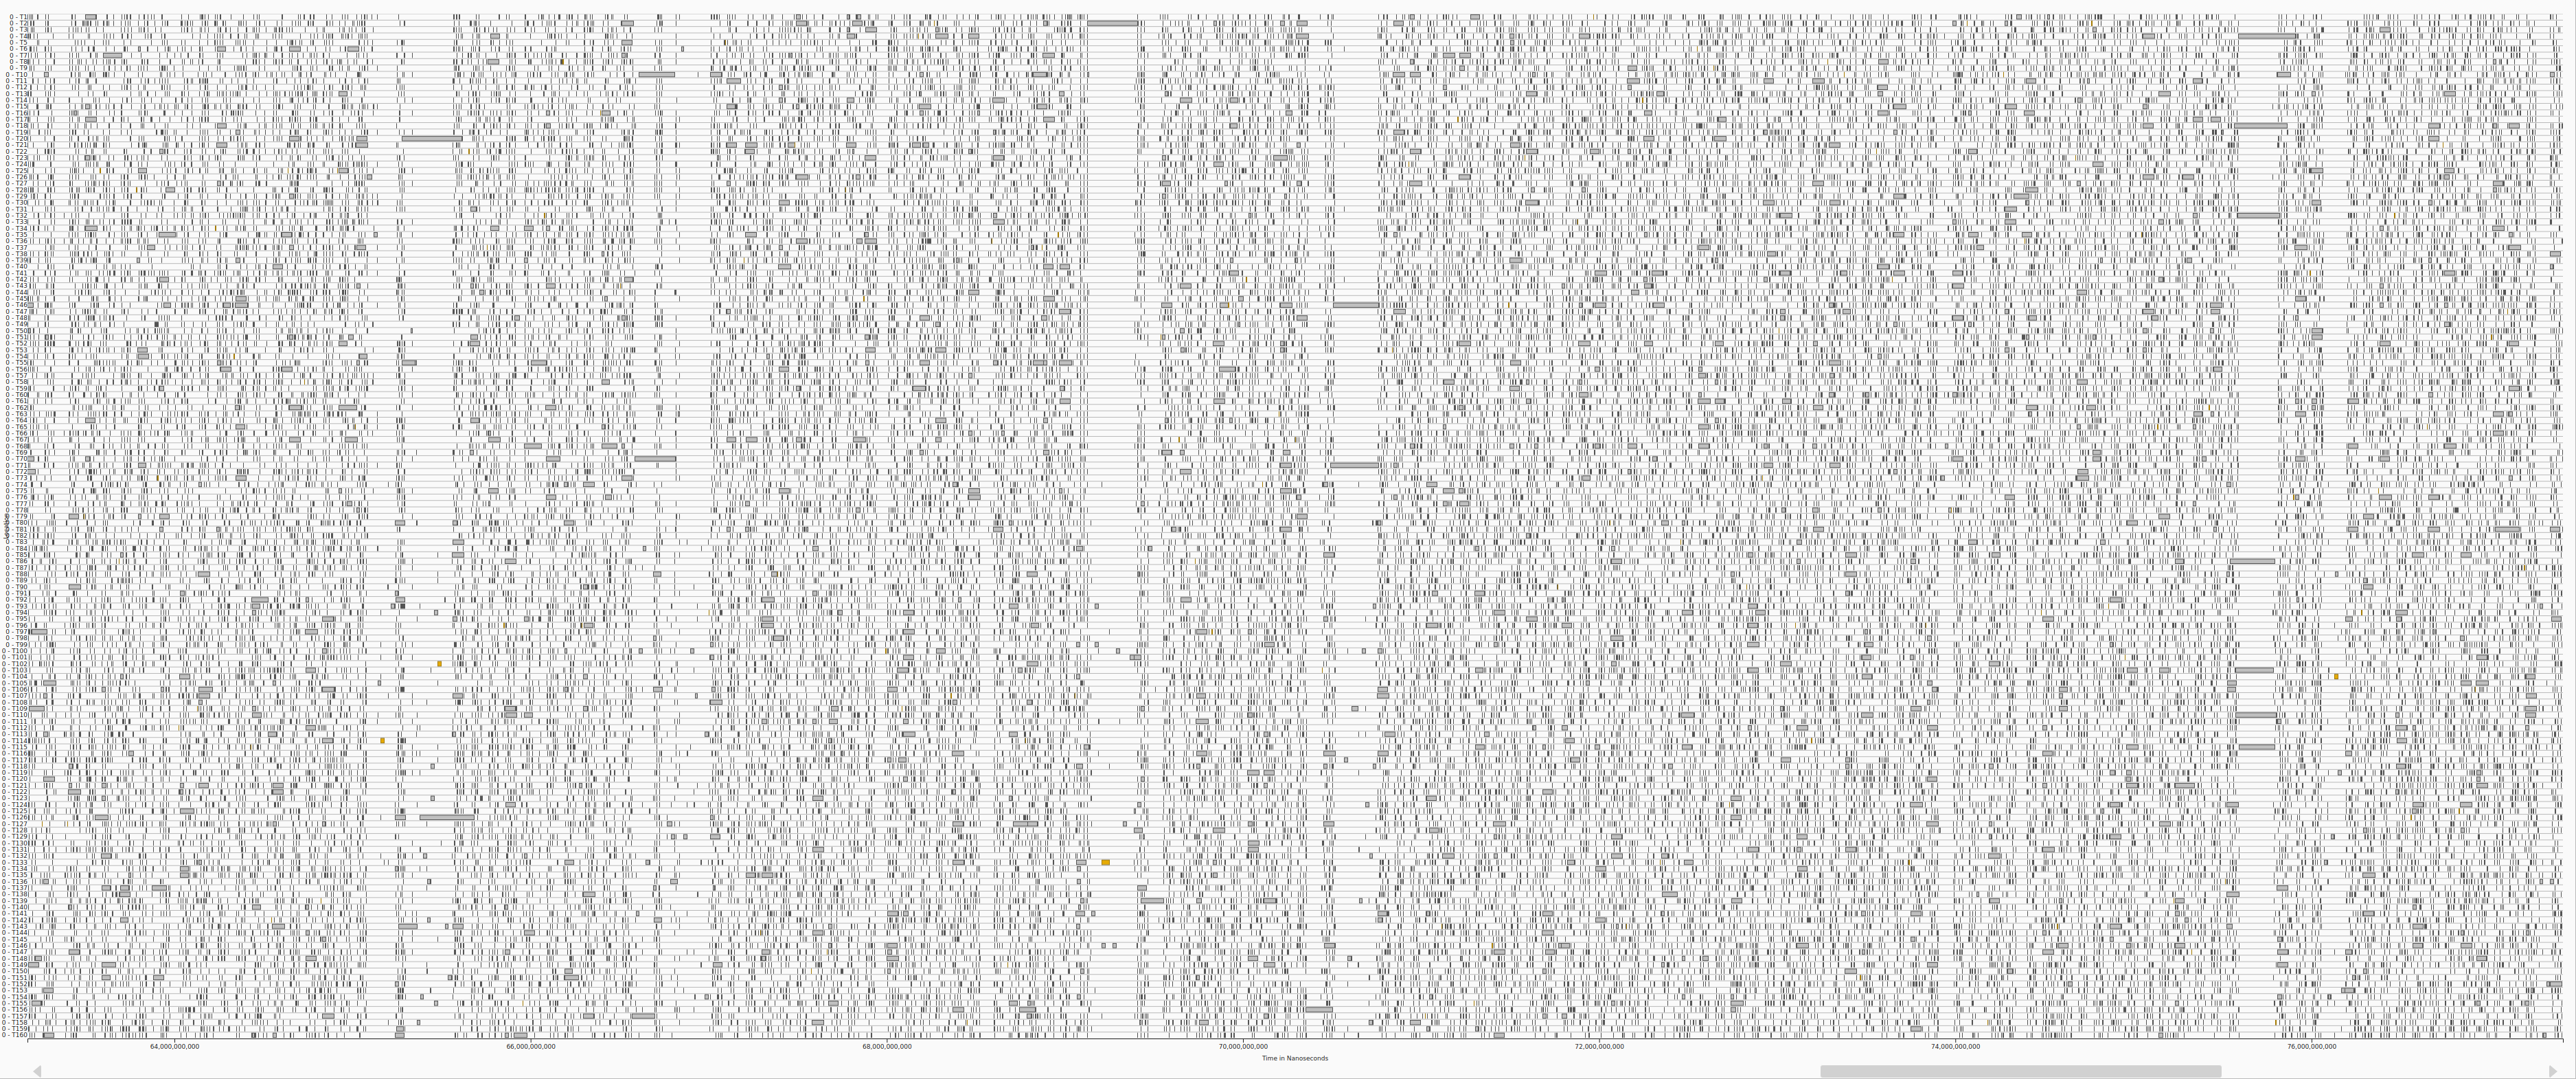 0 - T1
0 - T2
0 - T3
0 - T4
0 - T5
0 - T6
0 - T7
0 - T8
0 - T9
0 - T10
0 - T11
0 - T12
0 - T13
0 - T14
0 - T15
0 - T16
0 - T17
0 - T18
0 - T19
0 - T20
0 - T21
0 - T22
0 - T23
0 - T24
0 - T25
0 - T26
0 - T27
0 - T28
0 - T29
0 - T30
0 - T31
0 - T32
0 - T33
0 - T34
0 - T35
0 - T36
0 - T37
0 - T38
0 - T39
0 - T40
0 - T41
0 - T42
0 - T43
0 - T44
0 - T45
0 - T46
0 - T47
0 - T48
0 - T49
0 - T50
0 - T51
0 - T52
0 - T53
0 - T54
0 - T55
0 - T56
0 - T57
0 - T58
0 - T59
0 - T60
0 - T61
0 - T62
0 - T63
0 - T64
0 - T65
0 - T66
0 - T67
0 - T68
0 - T69
0 - T70
0 - T71
0 - T72
0 - T73
0 - T74
0 - T75
0 - T76
0 - T77
0 - T78
0 - T79
0 - T80
0 - T81
0 - T82
0 - T83
0 - T84
0 - T85
0 - T86
0 - T87
0 - T88
0 - T89
0 - T90
0 - T91
0 - T92
0 - T93
0 - T94
0 - T95
0 - T96
0 - T97
0 - T98
0 - T99
0 - T100
0 - T101
0 - T102
0 - T103
0 - T104
0 - T105
0 - T106
0 - T107
0 - T108
0 - T109
0 - T110
0 - T111
0 - T112
0 - T113
0 - T114
0 - T115
0 - T116
0 - T117
0 - T118
0 - T119
0 - T120
0 - T121
0 - T122
0 - T123
0 - T124
0 - T125
0 - T126
0 - T127
0 - T128
0 - T129
0 - T130
0 - T131
0 - T132
0 - T133
0 - T134
0 - T135
0 - T136
0 - T137
0 - T138
0 - T139
0 - T140
0 - T141
0 - T142
0 - T143
0 - T144
0 - T145
0 - T146
0 - T147
0 - T148
0 - T149
0 - T150
0 - T151
0 - T152
0 - T153
0 - T154
0 - T155
0 - T156
0 - T157
0 - T158
0 - T159
0 - T160
64,000,000,000 66,000,000,000 68,000,000,000 70,000,000,000 72,000,000,000 74,000,000,000 76,000,000,000
Time in Nanoseconds